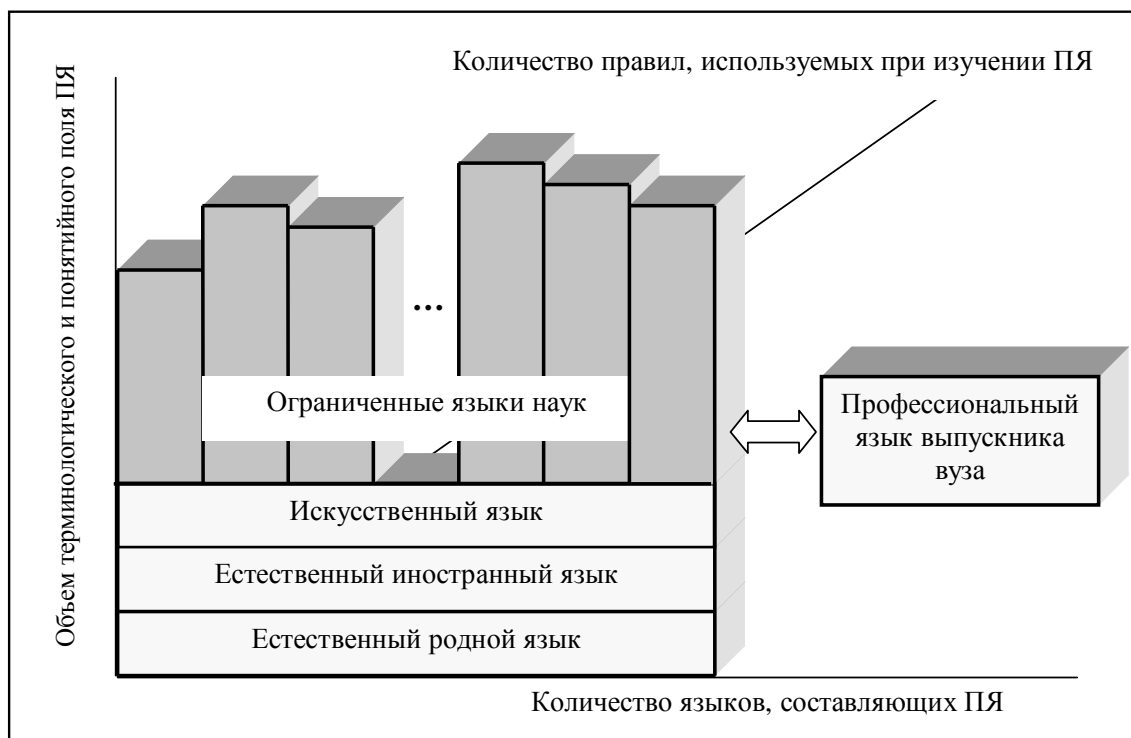 Количество правил, используемых при изучении ПЯ
Объем терминологического и понятийного поля ПЯ
...
Ограниченные языки наук
Профессиональный
язык выпускника
вуза
Искусственный язык
Естественный иностранный язык
Естественный родной язык
Количество языков, составляющих ПЯ